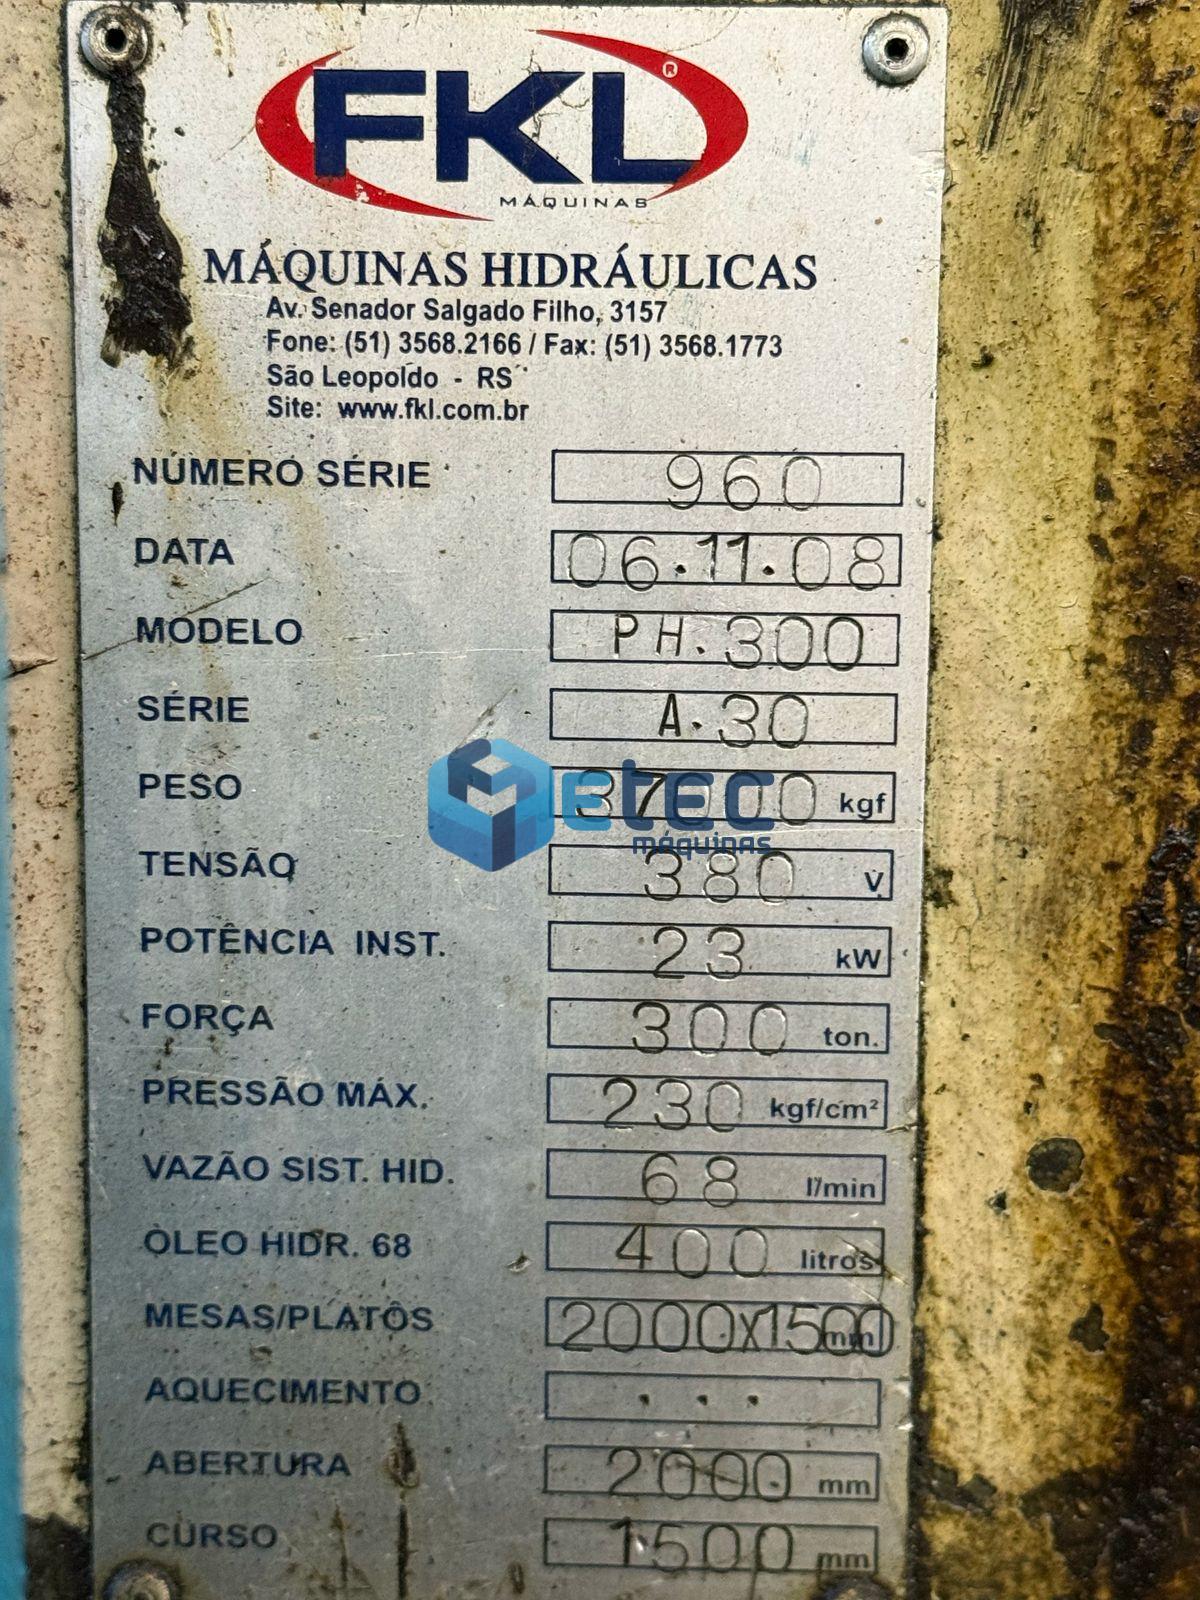 FKL®
MÁQUINAS
MÁQUINAS HIDRÁULICAS
Av. Senador Salgado Filho, 3157
Fone: (51) 3568.2166 / Fax: (51) 3568.1773
São Leopoldo - RS
Site: www.fkl.com.br
NÚMERO SÉRIE 960
DATA 06.11.08
MODELO PH.300
SÉRIE A.30
PESO 37000 kgf
Metec
máquinas
TENSÃO 380 V
POTÊNCIA INST. 23 kW
FORÇA 300 ton.
PRESSÃO MÁX. 230 kgf/cm²
VAZÃO SIST. HID. 68 l/min
ÓLEO HIDR. 68 400 litros
MESAS/PLATÔS 2000X1500 mm
AQUECIMENTO . . .
ABERTURA 2000 mm
CURSO 1500 mm